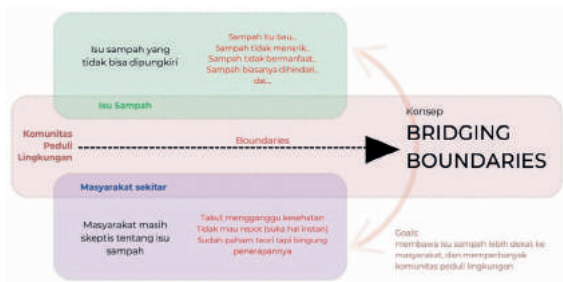 Isu sampah yang
tidak bisa dipungkiri
Sampah itu bau...
Sampah tidak menarik..
Sampah tidak bermanfaat..
Sampah biasanya dihindari..
dst...
Isu Sampah
Komunitas
Peduli
Lingkungan
Boundaries
Konsep
BRIDGING
BOUNDARIES
Masyarakat sekitar
Masyarakat masih
skeptis tentang isu
sampah
Takut mengganggu kesehatan
Tidak mau repot (suka hal instan)
Sudah paham teori tapi bingung
penerapannya
Goals:
membawa isu sampah lebih dekat ke
masyarakat, dan memperbanyak
komunitas peduli lingkungan